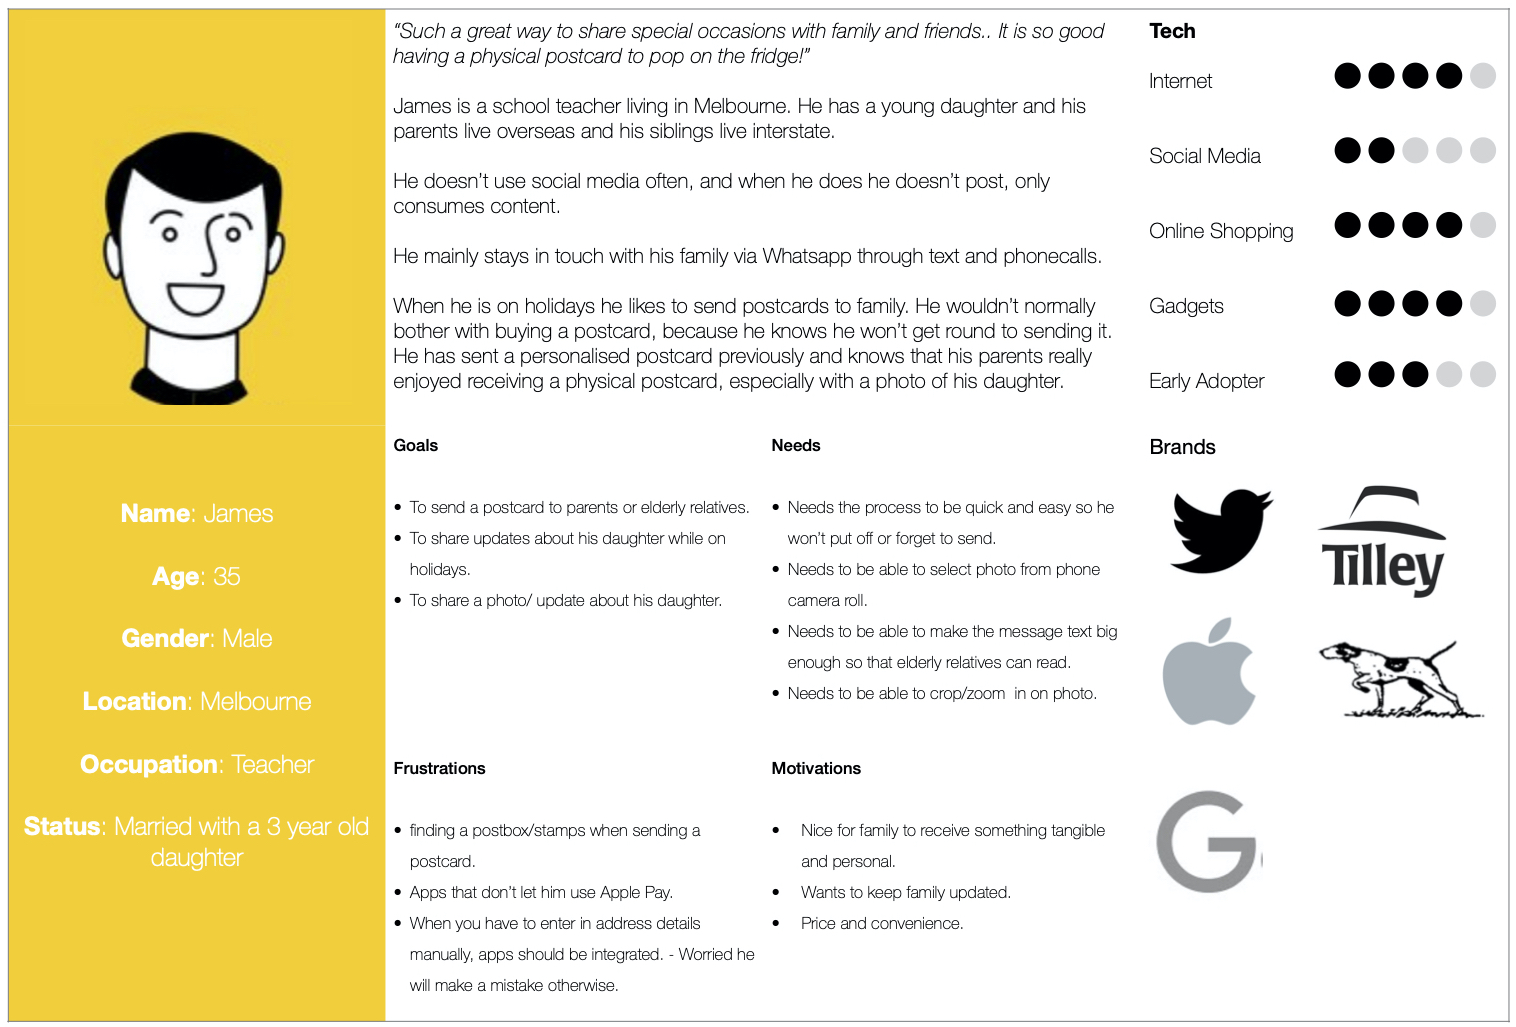 “Such a great way to share special occasions with family and friends.. It is so good
having a physical postcard to pop on the fridge!”
James is a school teacher living in Melbourne. He has a young daughter and his
parents live overseas and his siblings live interstate.
He doesn’t use social media often, and when he does he doesn’t post, only
consumes content.
He mainly stays in touch with his family via Whatsapp through text and phonecalls.
When he is on holidays he likes to send postcards to family. He wouldn’t normally
bother with buying a postcard, because he knows he won’t get round to sending it.
He has sent a personalised postcard previously and knows that his parents really
enjoyed receiving a physical postcard, especially with a photo of his daughter.
Tech
Internet
Social Media
Online Shopping
Gadgets
Early Adopter
Name: James
Age: 35
Gender: Male
Location: Melbourne
Occupation: Teacher
Status: Married with a 3 year old
daughter
Goals
• To send a postcard to parents or elderly relatives.
• To share updates about his daughter while on
holidays.
• To share a photo/ update about his daughter.
Needs
• Needs the process to be quick and easy so he
won’t put off or forget to send.
• Needs to be able to select photo from phone
camera roll.
• Needs to be able to make the message text big
enough so that elderly relatives can read.
• Needs to be able to crop/zoom  in on photo.
Brands
Tilley
G
Frustrations
• finding a postbox/stamps when sending a
postcard.
• Apps that don’t let him use Apple Pay.
• When you have to enter in address details
manually, apps should be integrated. - Worried he
will make a mistake otherwise.
Motivations
• Nice for family to receive something tangible
and personal.
• Wants to keep family updated.
• Price and convenience.